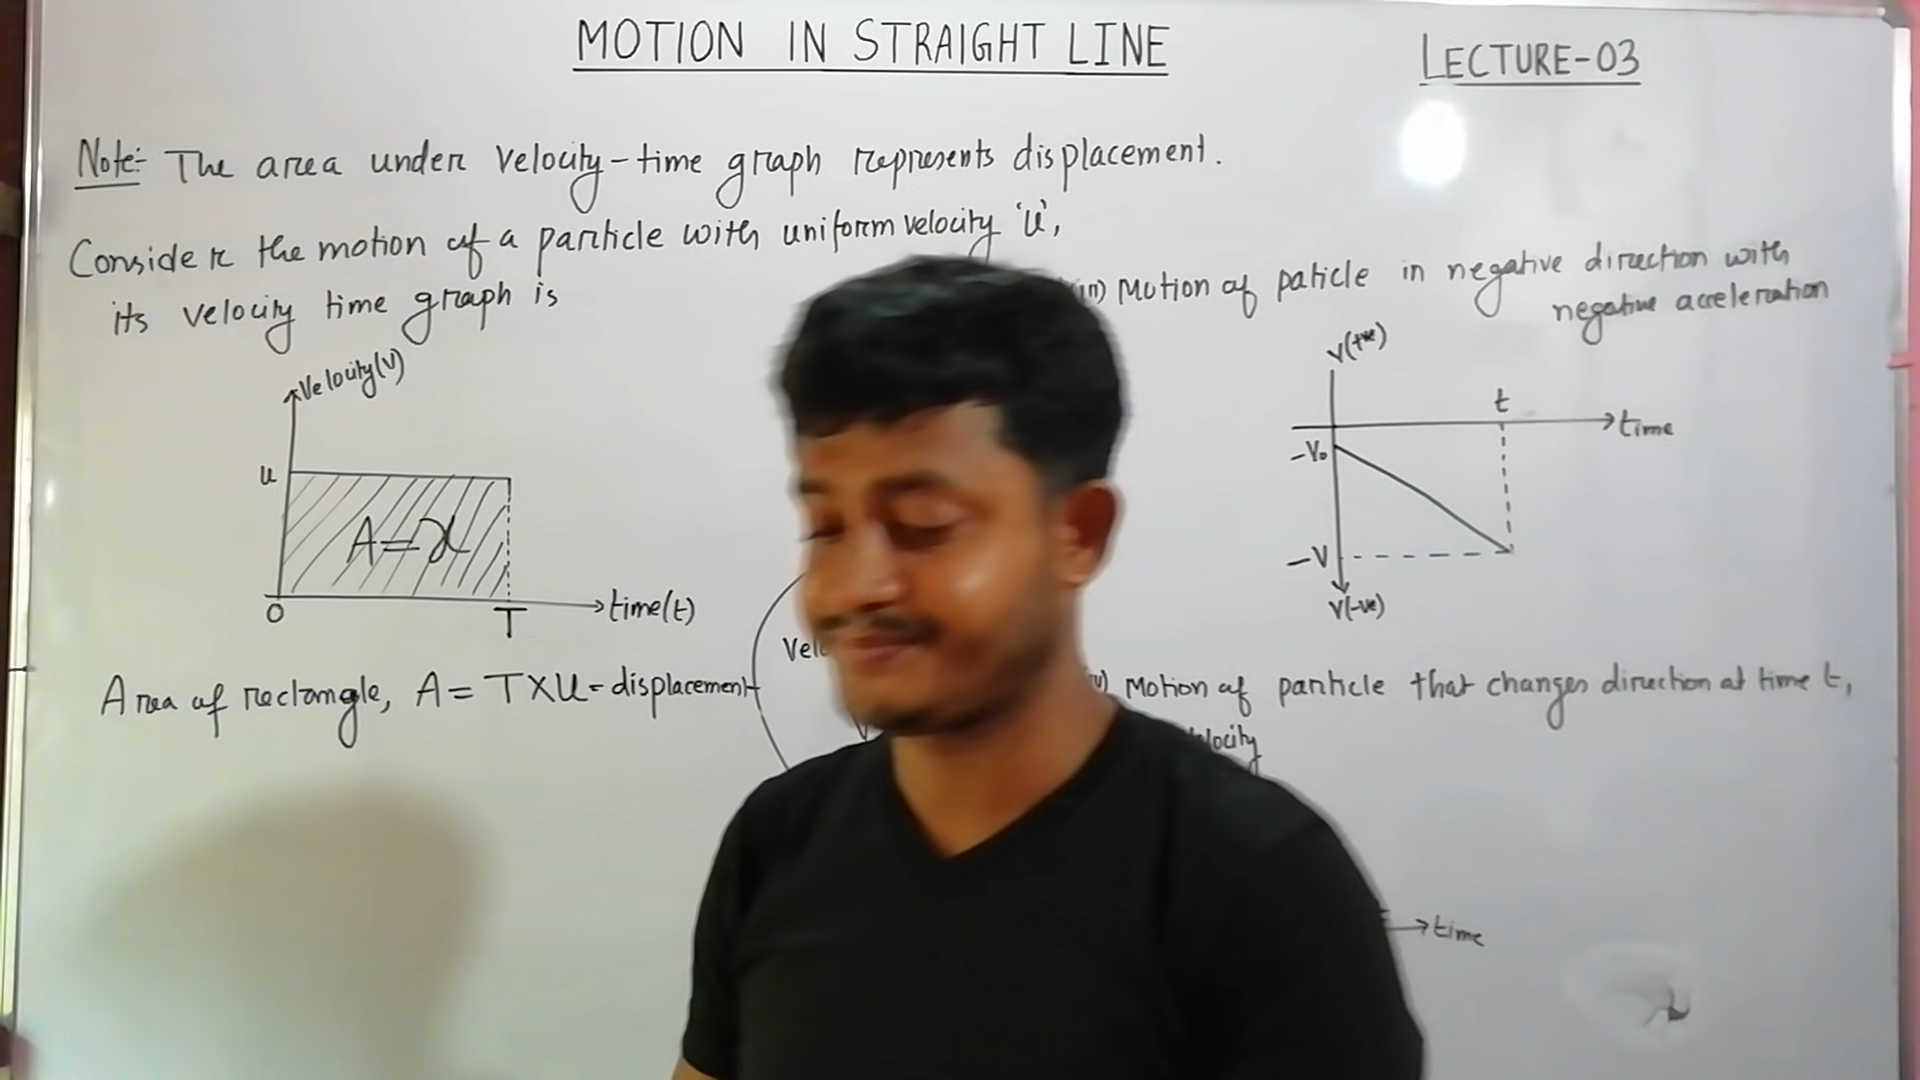 MOTION IN STRAIGHT LINE
LECTURE-03
Note:- The area under velocity-time graph represents displacement.
Consider the motion of a particle with uniform velocity 'u',
its velocity time graph is
Velocity(v)
u
A=x
O
T
time(t)
Area of rectangle, A= T×U= displacement
(iii) Motion of paticle in negative direction with
negative acceleration
v(+ve)
t
time
-V₀
-V
v(-ve)
Motion of particle that changes direction at time t,
time